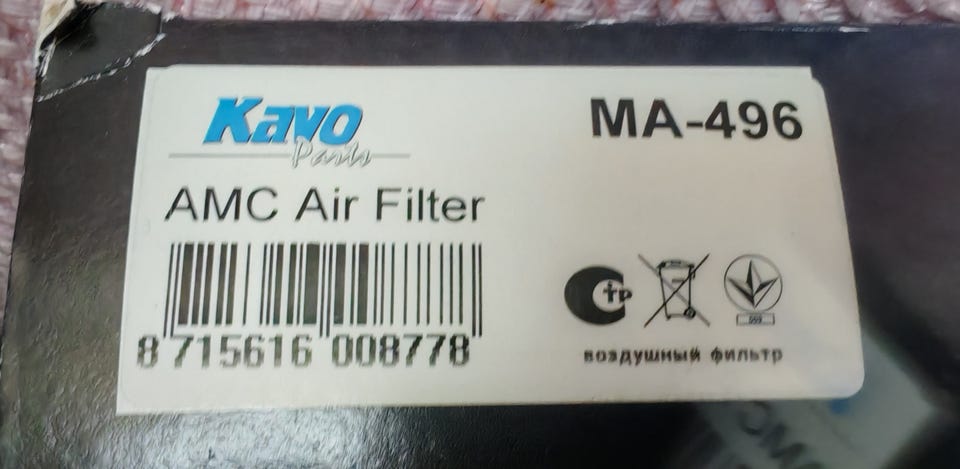 Kavo
Parts
MA-496
AMC Air Filter
8 715616 008778
воздушный фильтр